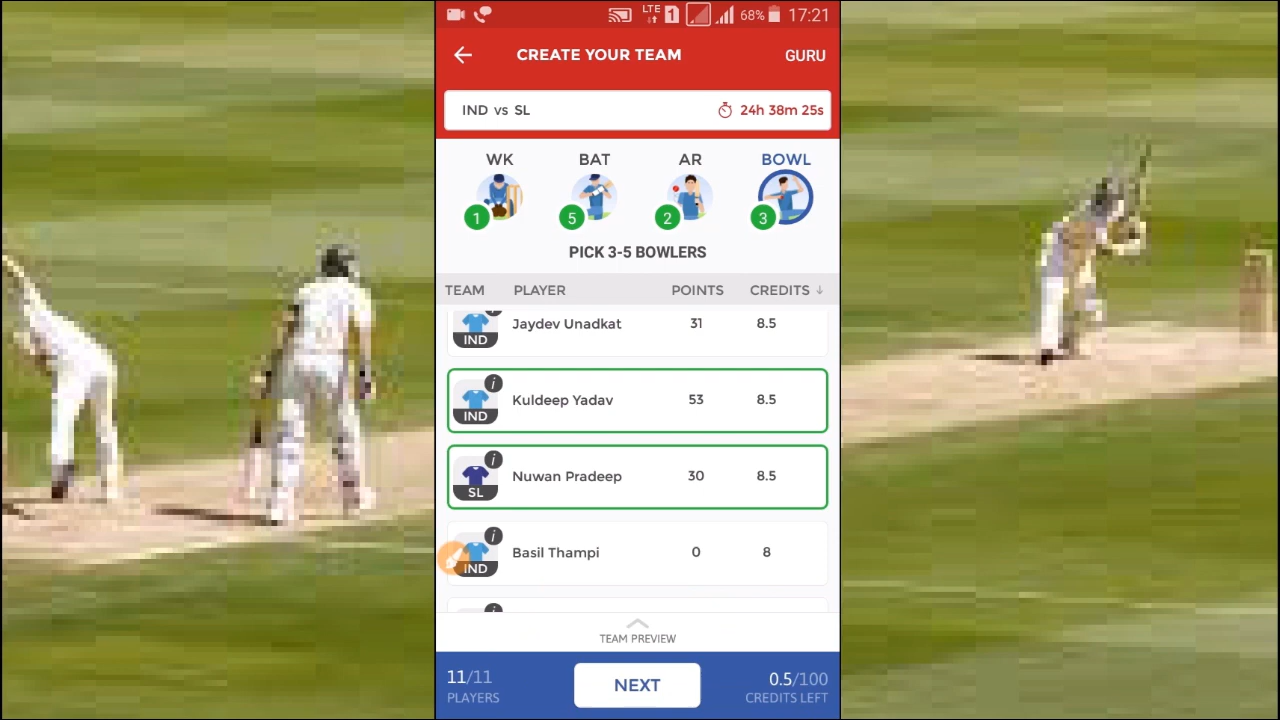 LTE 1 68% 17:21
CREATE YOUR TEAM GURU
IND vs SL 24h 38m 25s
WK BAT AR BOWL
1 5 2 3
PICK 3-5 BOWLERS
TEAM PLAYER POINTS CREDITS ↓
Jaydev Unadkat 31 8.5
IND
i
Kuldeep Yadav 53 8.5
IND
i
Nuwan Pradeep 30 8.5
SL
i
Basil Thampi 0 8
IND
TEAM PREVIEW
11/11 NEXT 0.5/100
PLAYERS CREDITS LEFT